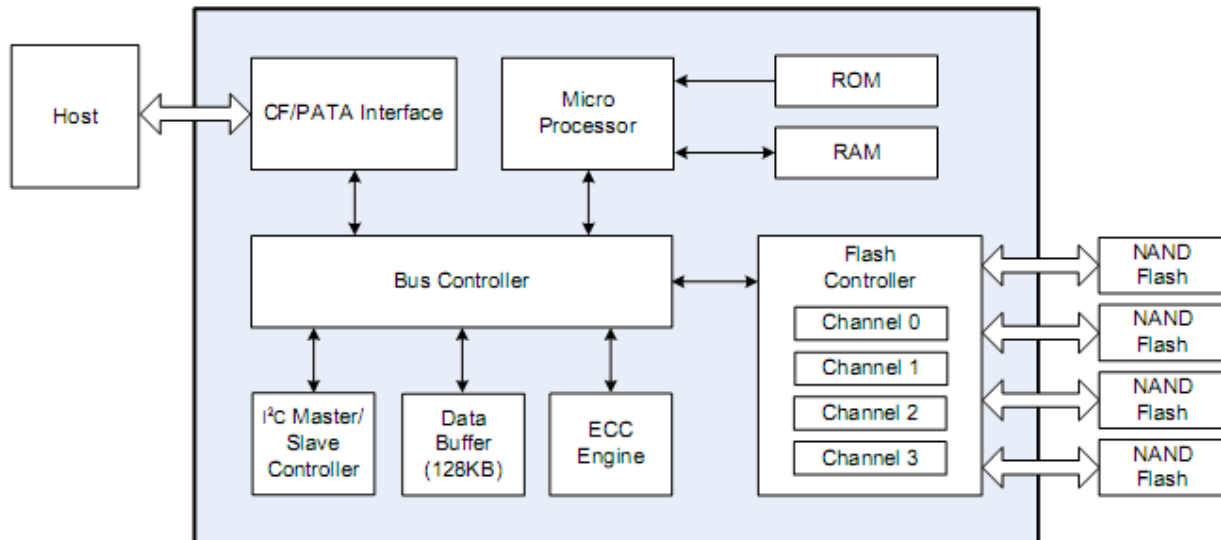 Host
CF/PATA Interface
Micro
Processor
ROM
RAM
Bus Controller
Flash
Controller
Channel 0
Channel 1
Channel 2
Channel 3
NAND
Flash
NAND
Flash
NAND
Flash
NAND
Flash
I²C Master/
Slave
Controller
Data
Buffer
(128KB)
ECC
Engine